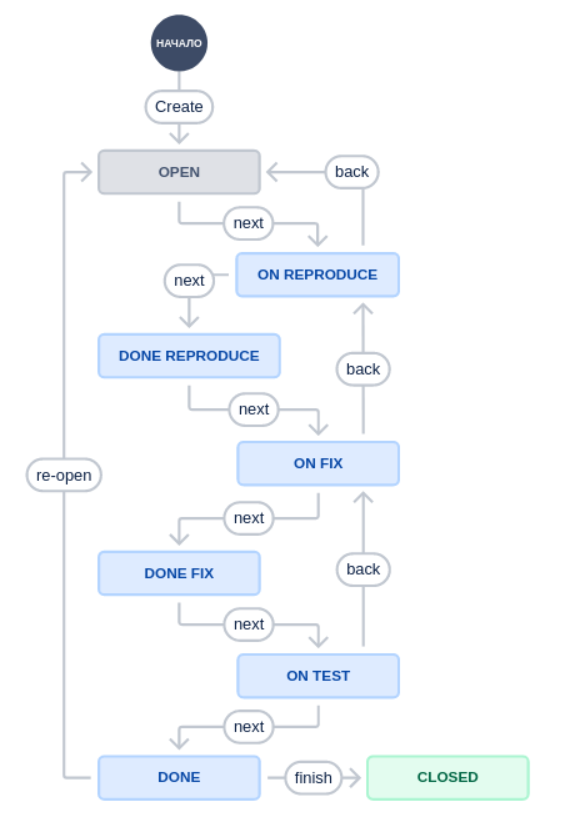 НАЧАЛО
Create
OPEN
back
next
ON REPRODUCE
next
DONE REPRODUCE
back
next
ON FIX
re-open
next
DONE FIX
back
next
ON TEST
next
DONE
finish
CLOSED